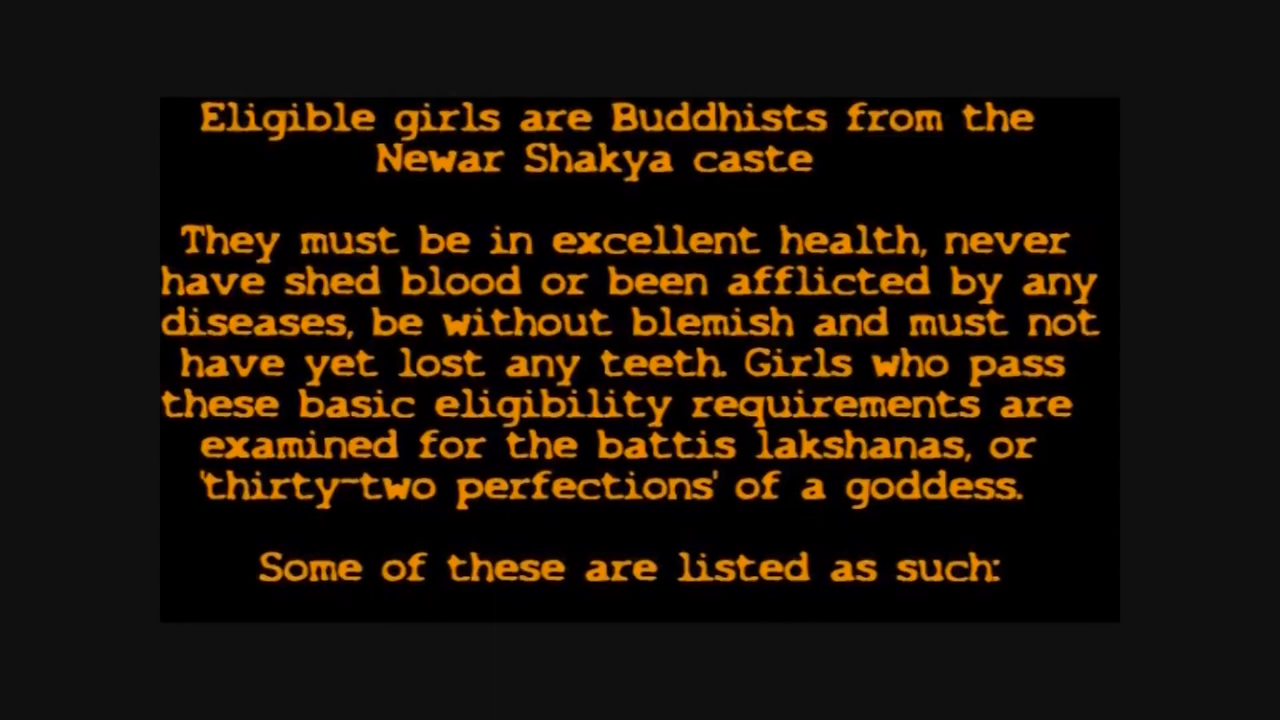 Eligible girls are Buddhists from the
Newar Shakya caste
They must be in excellent health, never
have shed blood or been afflicted by any
diseases, be without blemish and must not
have yet lost any teeth. Girls who pass
these basic eligibility requirements are
examined for the battis lakshanas, or
'thirty-two perfections' of a goddess.
Some of these are listed as such: